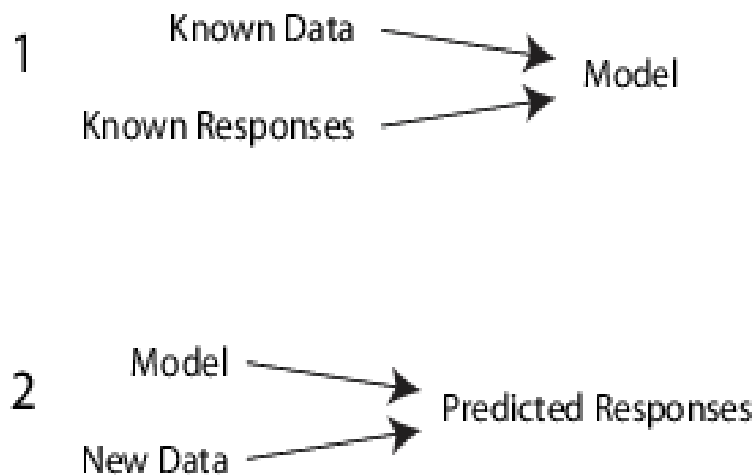 1
Known Data
Model
Known Responses
2
Model
Predicted Responses
New Data